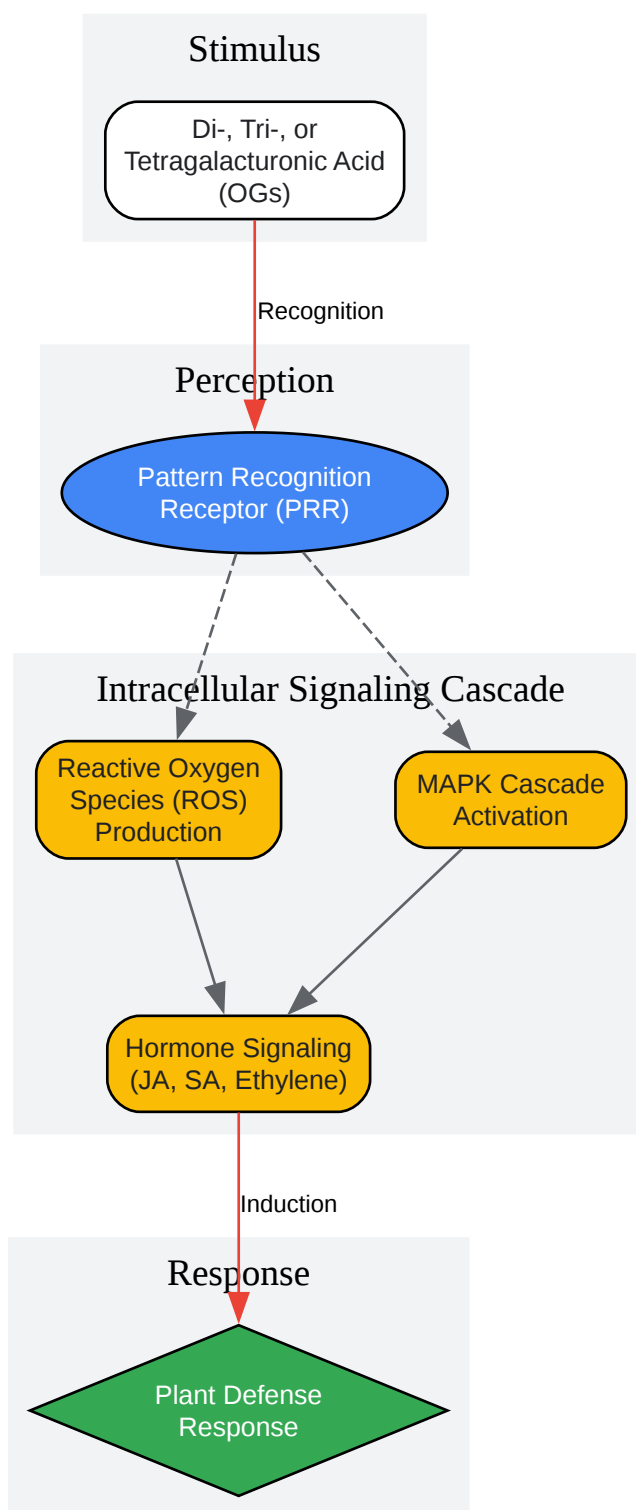 Stimulus
Di-, Tri-, or
Tetragalacturonic Acid
(OGs)
Recognition
Perception
Pattern Recognition
Receptor (PRR)
Intracellular Signaling Cascade
Reactive Oxygen
Species (ROS)
Production
MAPK Cascade
Activation
Hormone Signaling
(JA, SA, Ethylene)
Induction
Response
Plant Defense
Response